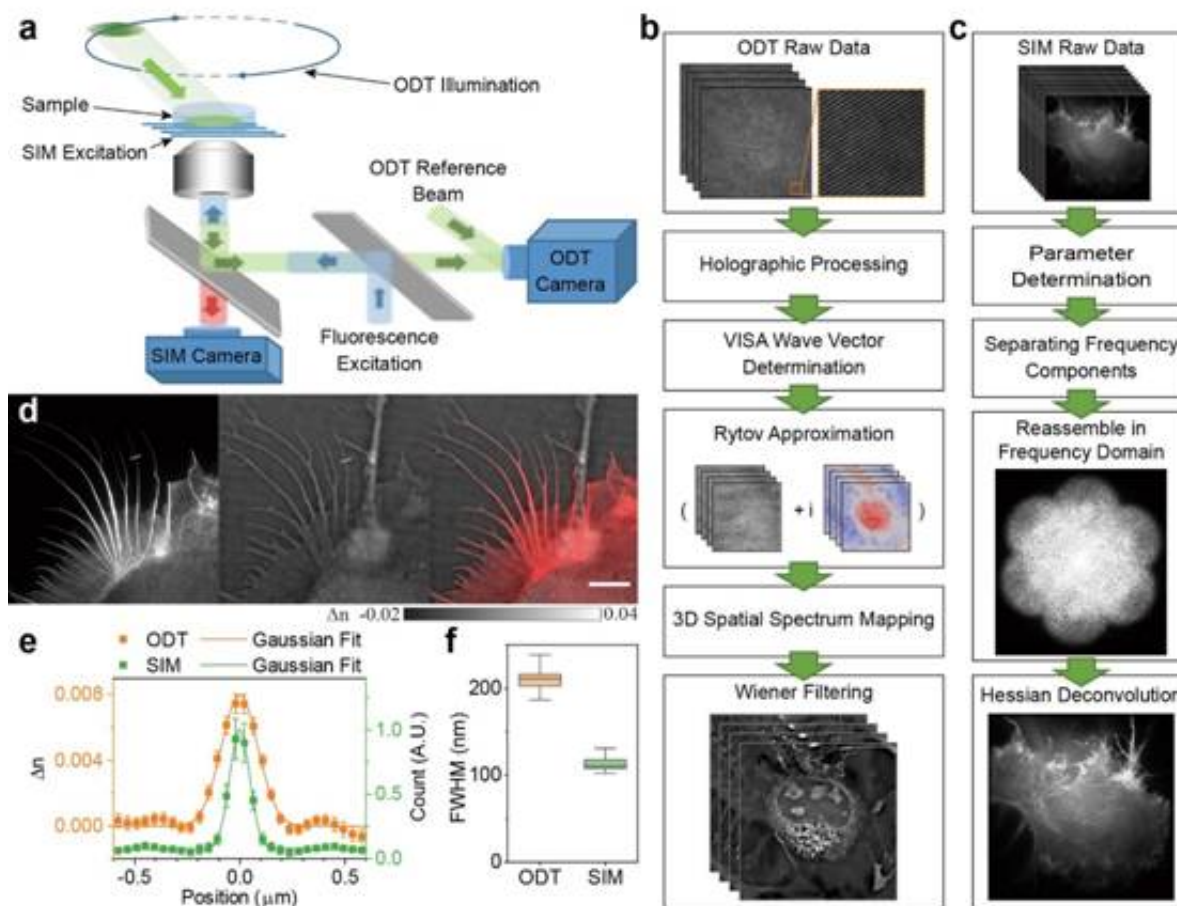 a
ODT Illumination
Sample
SIM Excitation
ODT Reference
Beam
ODT
Camera
Fluorescence
Excitation
SIM Camera
b
ODT Raw Data
Holographic Processing
VISA Wave Vector
Determination
Rytov Approximation
( + i )
3D Spatial Spectrum Mapping
Wiener Filtering
c
SIM Raw Data
Parameter
Determination
Separating Frequency
Components
Reassemble in
Frequency Domain
Hessian Deconvolution
d
Δn -0.02 0.04
e
ODT Gaussian Fit
SIM Gaussian Fit
0.008
0.004
0.000
Δn
1.0
0.5
0.0
Count (A.U.)
-0.5 0.0 0.5
Position (μm)
f
FWHM (nm)
200
100
0
ODT SIM